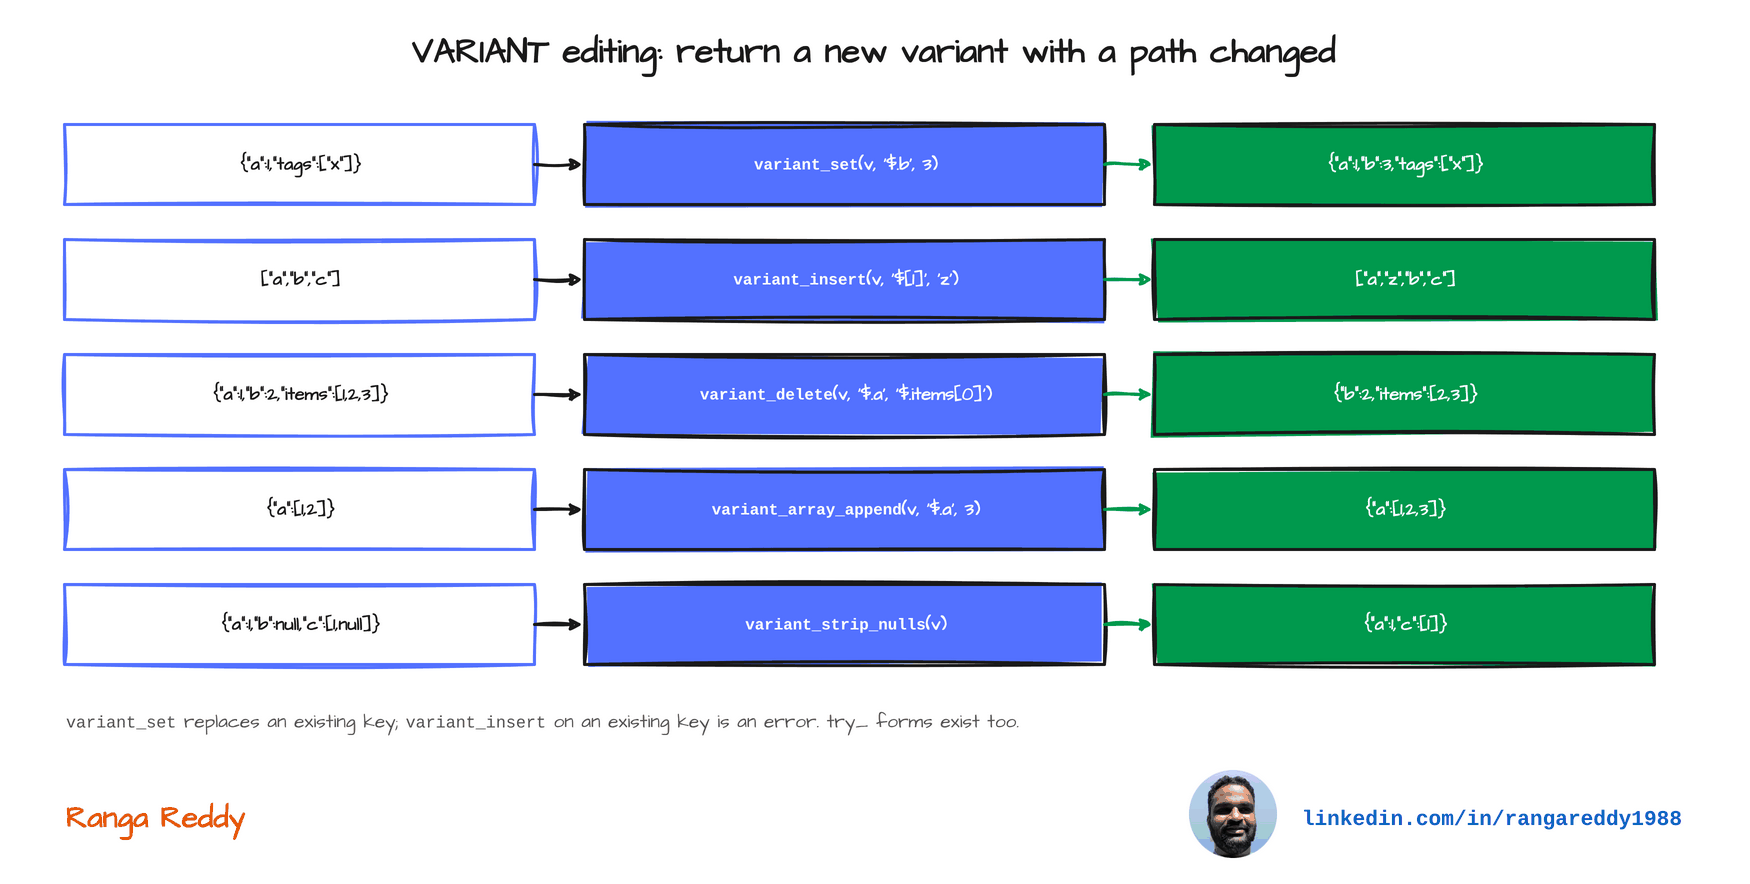 VARIANT editing: return a new variant with a path changed
{"a":1,"tags":["x"]}
variant_set(v, '$.b', 3)
{"a":1,"b":3,"tags":["x"]}
["a","b","c"]
variant_insert(v, '$[1]', 'z')
["a","z","b","c"]
{"a":1,"b":2,"items":[1,2,3]}
variant_delete(v, '$.a', '$.items[0]')
{"b":2,"items":[2,3]}
{"a":[1,2]}
variant_array_append(v, '$.a', 3)
{"a":[1,2,3]}
{"a":1,"b":null,"c":[1,null]}
variant_strip_nulls(v)
{"a":1,"c":[1]}
variant_set replaces an existing key; variant_insert on an existing key is an error. try_ forms exist too.
Ranga Reddy
linkedin.com/in/rangareddy1988